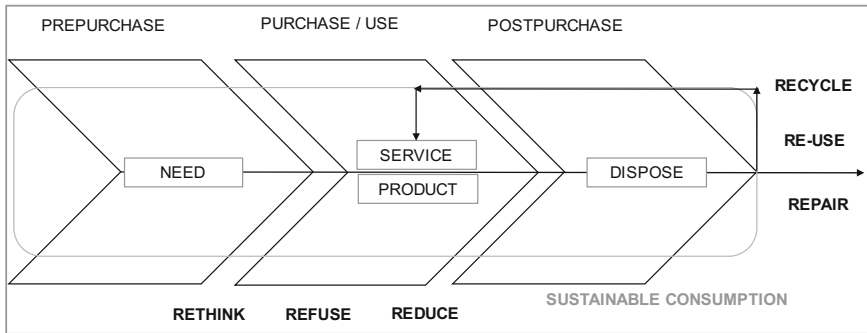 PREPURCHASE
PURCHASE / USE
POSTPURCHASE
RECYCLE
SERVICE
RE-USE
NEED
DISPOSE
PRODUCT
REPAIR
SUSTAINABLE CONSUMPTION
RETHINK
REFUSE
REDUCE